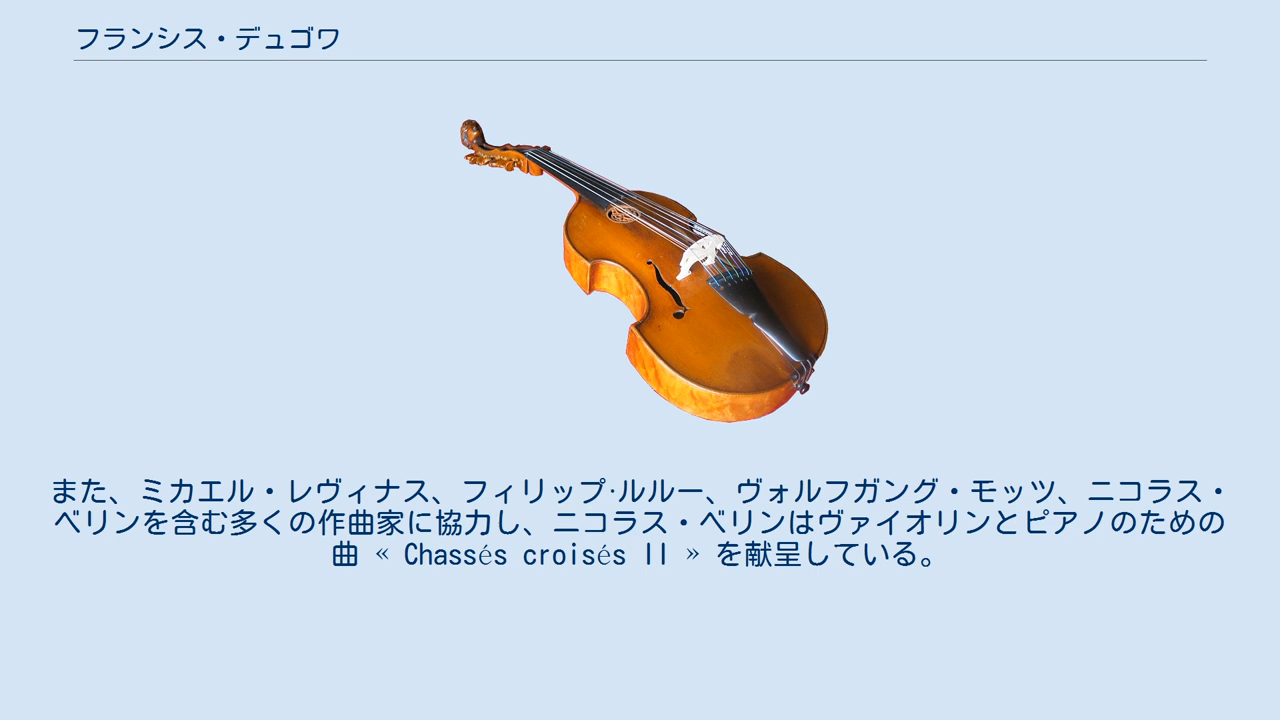 フランシス・デュゴワ
また、ミカエル・レヴィナス、フィリップ·ルルー、ヴォルフガング・モッツ、ニコラス・
ベリンを含む多くの作曲家に協力し、ニコラス・ベリンはヴァイオリンとピアノのための
曲 « Chassés croisés II » を献呈している。